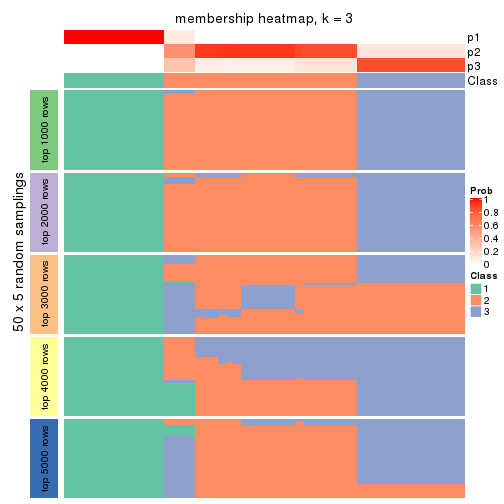 membership heatmap, k = 3
p1
p2
p3
Class
50 x 5 random samplings
top 1000 rows
top 2000 rows
top 3000 rows
top 4000 rows
top 5000 rows
Prob
1
0.8
0.6
0.4
0.2
0
Class
1
2
3